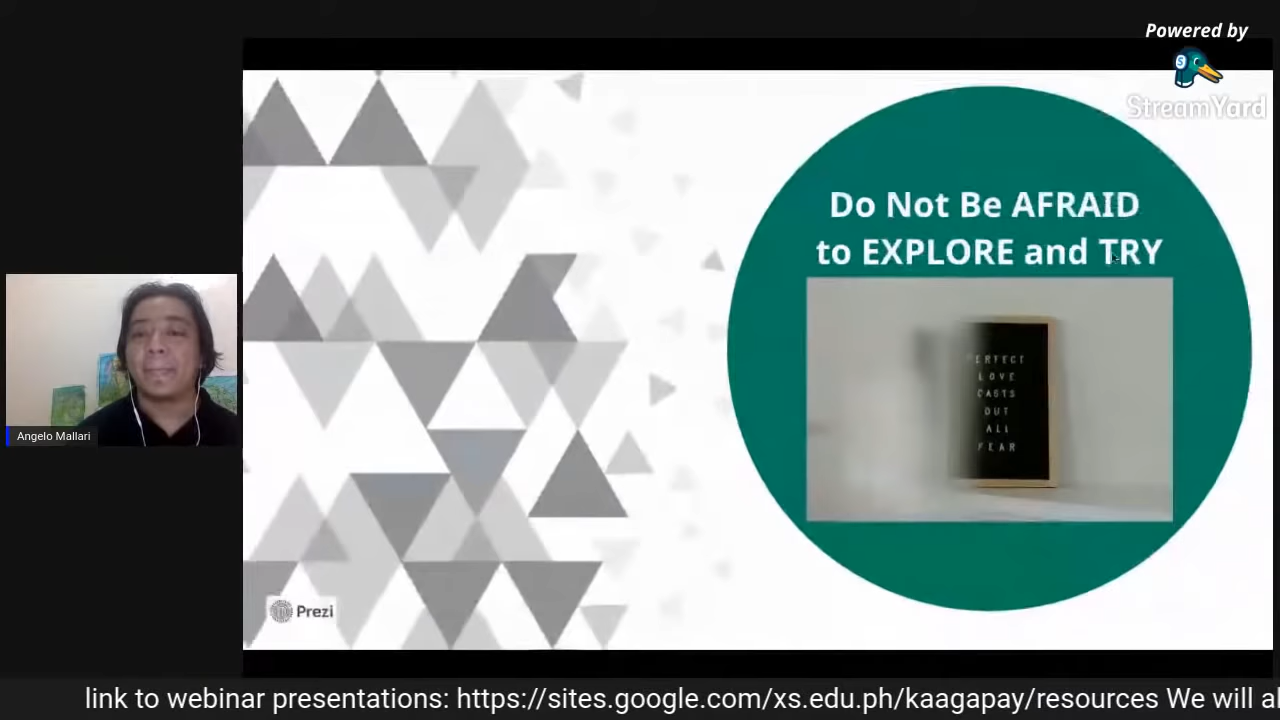 Powered by
StreamYard
Do Not Be AFRAID
to EXPLORE and TRY
PERFECT
LOVE
CASTS
OUT
ALL
FEAR
Angelo Mallari
Prezi
link to webinar presentations: https://sites.google.com/xs.edu.ph/kaagapay/resources We will al